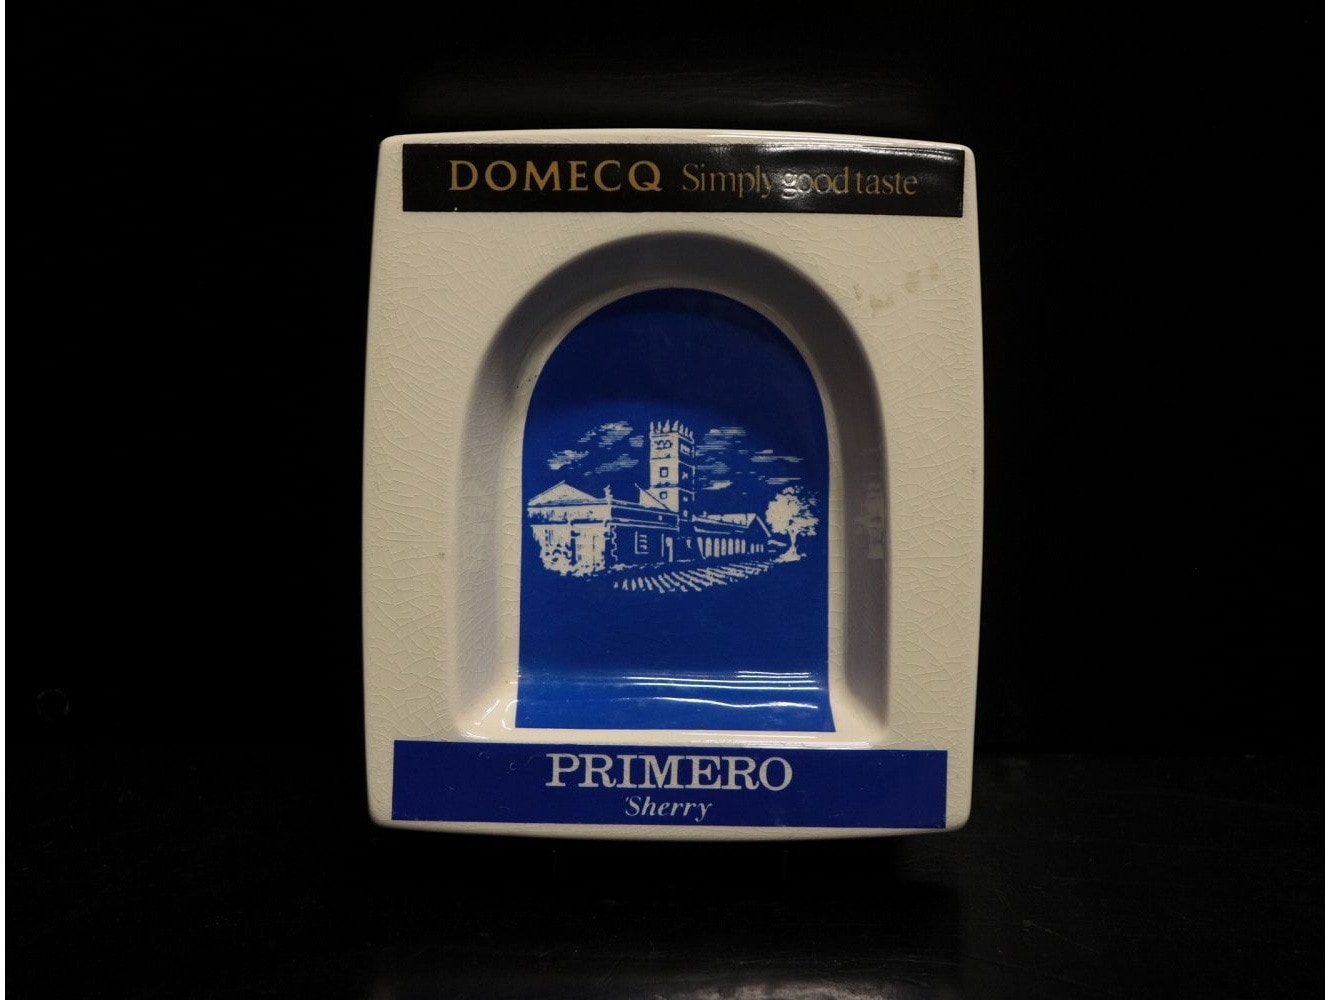 DOMECQ Simply good taste
PRIMERO
'Sherry